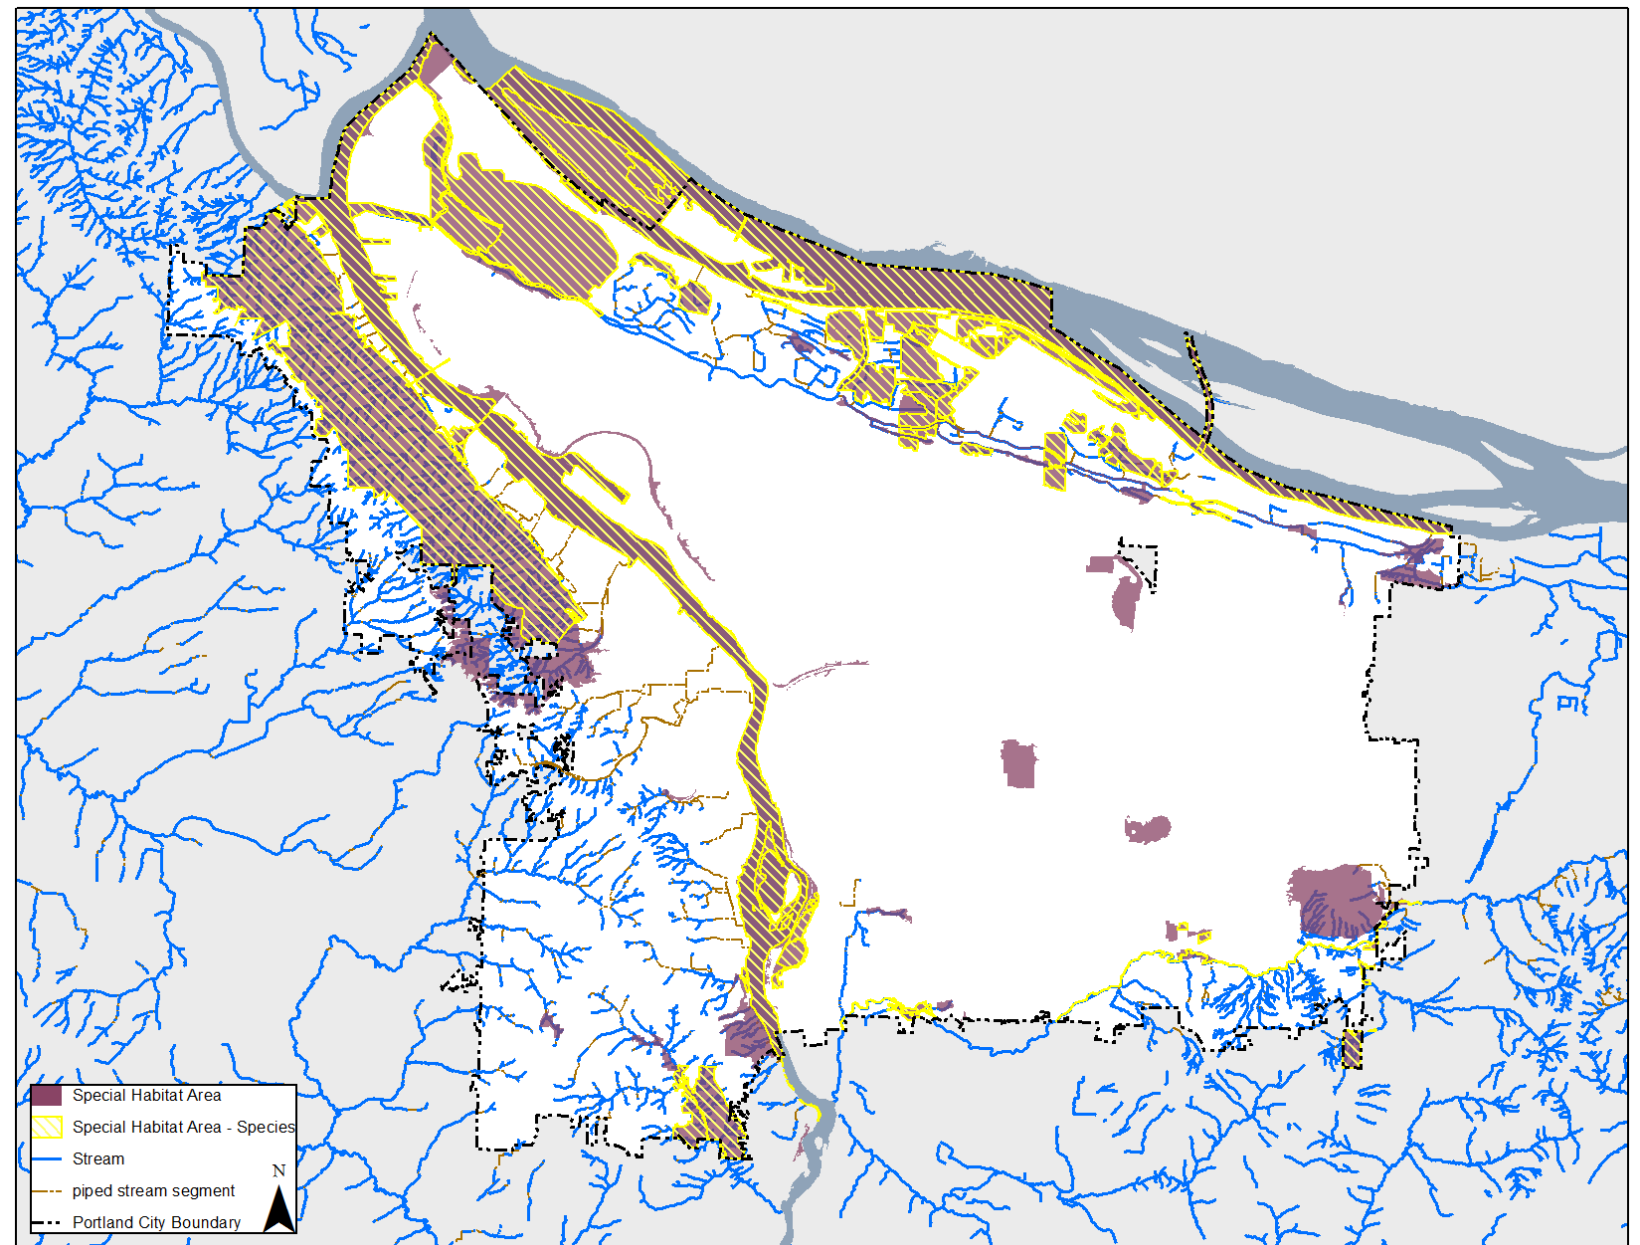 Special Habitat Area
Special Habitat Area - Species
Stream
N
piped stream segment
Portland City Boundary